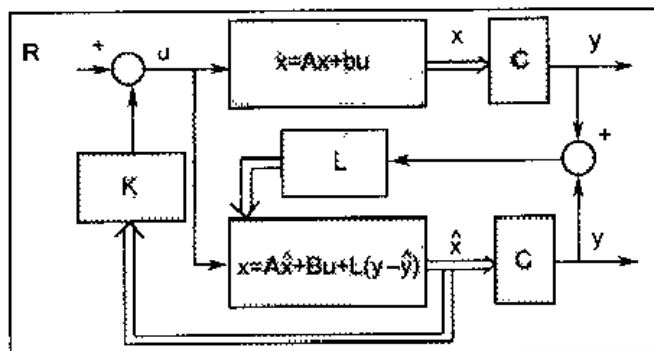 R
+
u
ẋ=Ax+bu
x
C
y
+
L
K
x=Ax̂+Bu+L(y-ŷ)
x̂
C
y